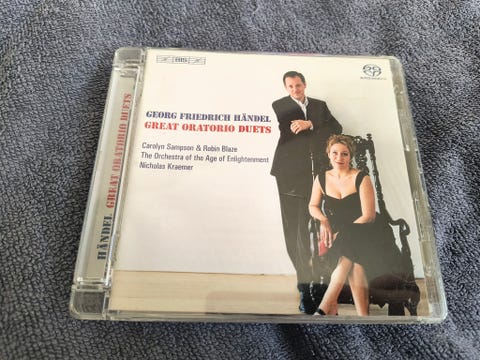 BIS
GEORG FRIEDRICH HÄNDEL
GREAT ORATORIO DUETS
Carolyn Sampson & Robin Blaze
The Orchestra of the Age of Enlightenment
Nicholas Kraemer
HÄNDEL GREAT ORATORIO DUETS